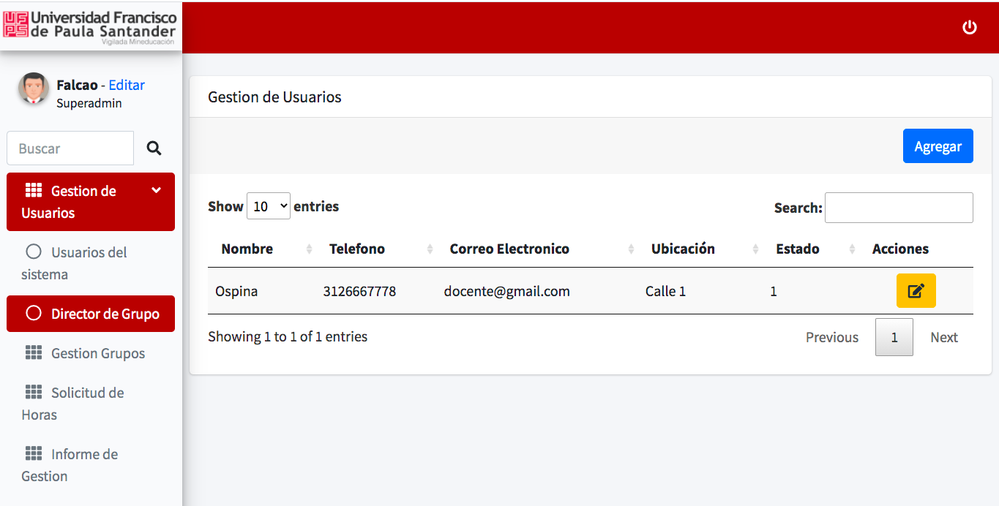 Universidad Francisco
de Paula Santander
Vigilada Mineducación
Falcao - Editar
Superadmin
Buscar
Gestion de
Usuarios
Usuarios del
sistema
Director de Grupo
Gestion Grupos
Solicitud de
Horas
Informe de
Gestion
Gestion de Usuarios
Agregar
Show 10 entries
Search:
Nombre Telefono Correo Electronico Ubicación Estado Acciones
Ospina 3126667778 docente@gmail.com Calle 1 1
Showing 1 to 1 of 1 entries
Previous 1 Next